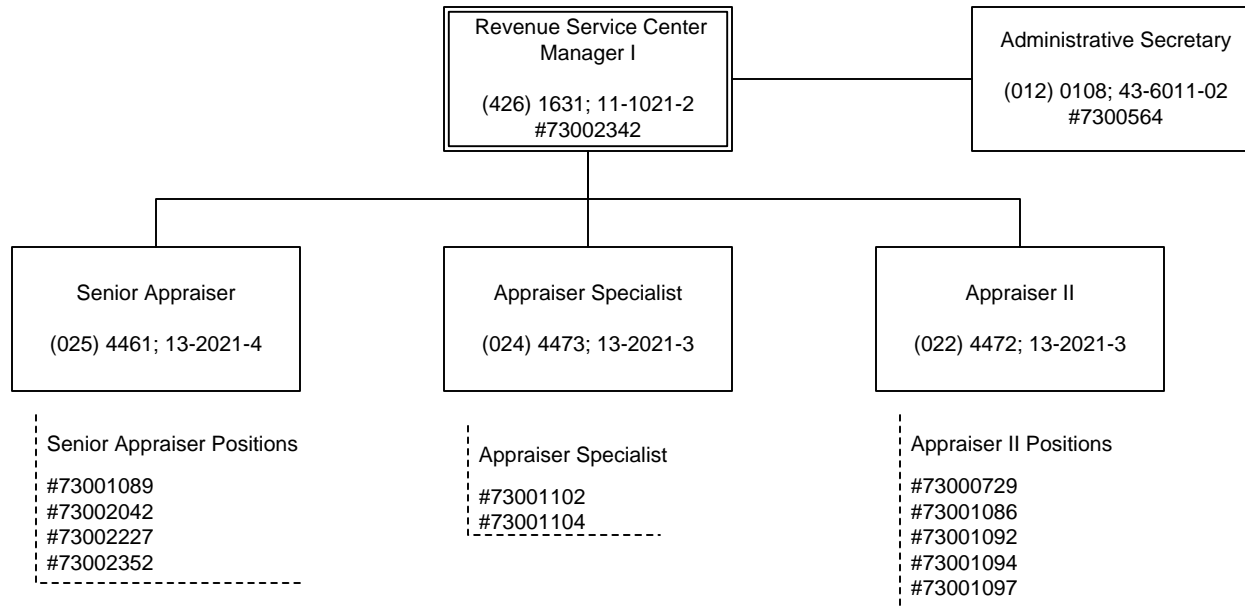 Revenue Service Center
Manager I
(426) 1631; 11-1021-2
#73002342
Administrative Secretary
(012) 0108; 43-6011-02
#7300564
Senior Appraiser
(025) 4461; 13-2021-4
Appraiser Specialist
(024) 4473; 13-2021-3
Appraiser II
(022) 4472; 13-2021-3
Senior Appraiser Positions
#73001089
#73002042
#73002227
#73002352
Appraiser Specialist
#73001102
#73001104
Appraiser II Positions
#73000729
#73001086
#73001092
#73001094
#73001097